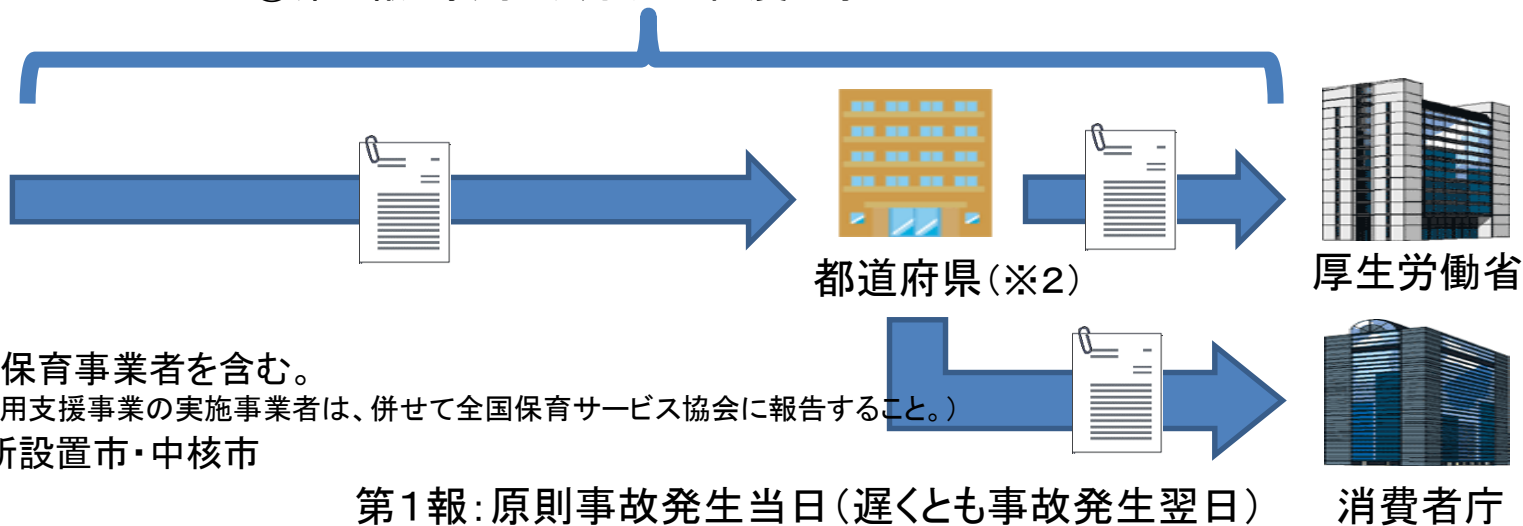 都道府県(※2)
厚生労働省
保育事業者を含む。
用支援事業の実施事業者は、併せて全国保育サービス協会に報告すること。)
設置市・中核市
第1報:原則事故発生当日(遅くとも事故発生翌日)
消費者庁